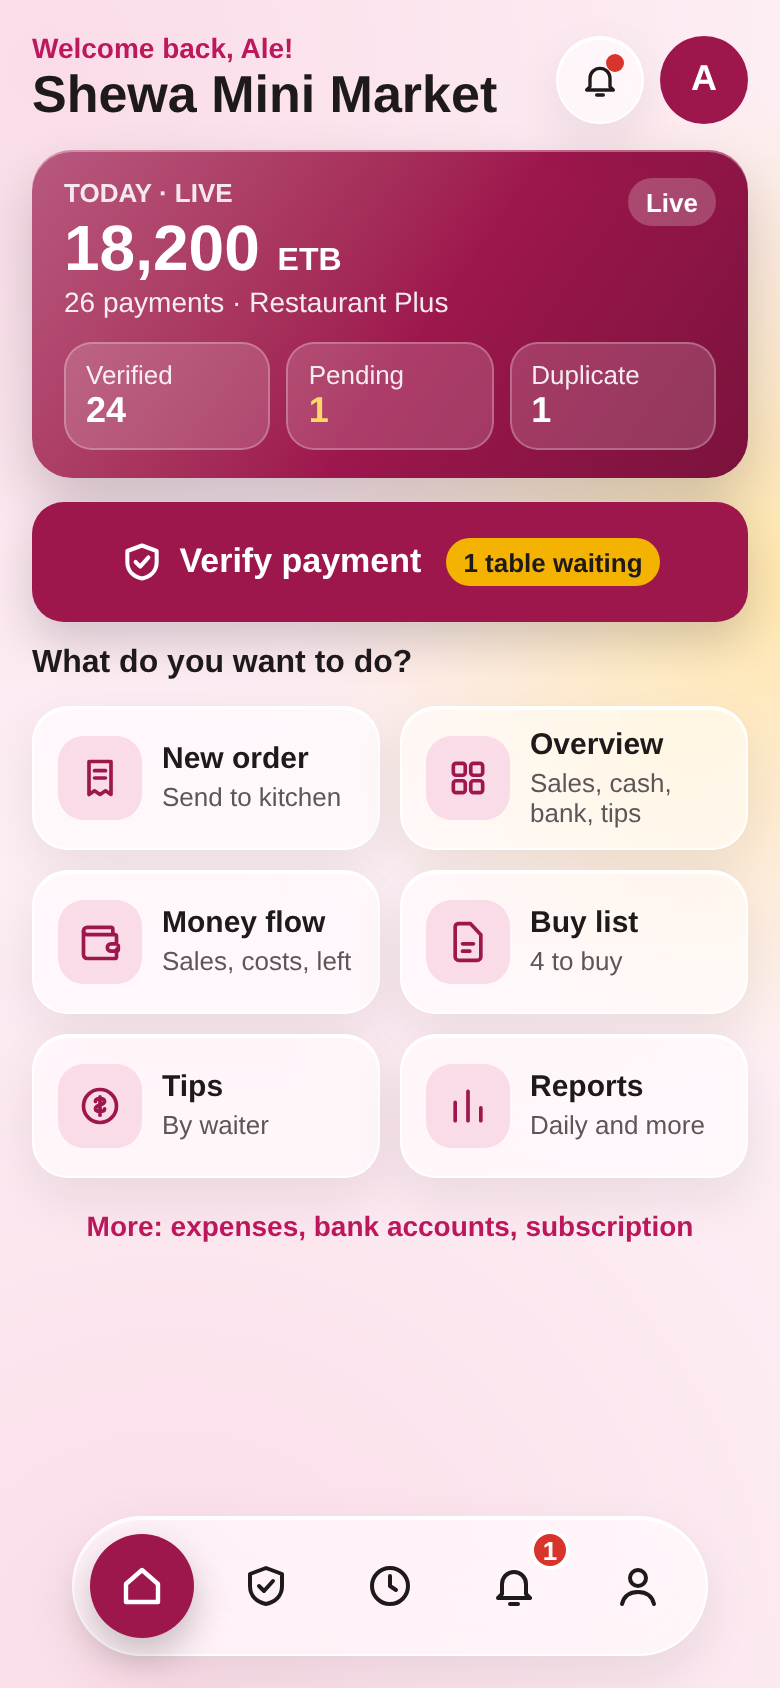 Welcome back, Ale!
Shewa Mini Market
A
TODAY · LIVE
Live
18,200 ETB
26 payments · Restaurant Plus
Verified
24
Pending
1
Duplicate
1
Verify payment
1 table waiting
What do you want to do?
New order
Send to kitchen
Overview
Sales, cash,
bank, tips
Money flow
Sales, costs, left
Buy list
4 to buy
Tips
By waiter
Reports
Daily and more
More: expenses, bank accounts, subscription
1